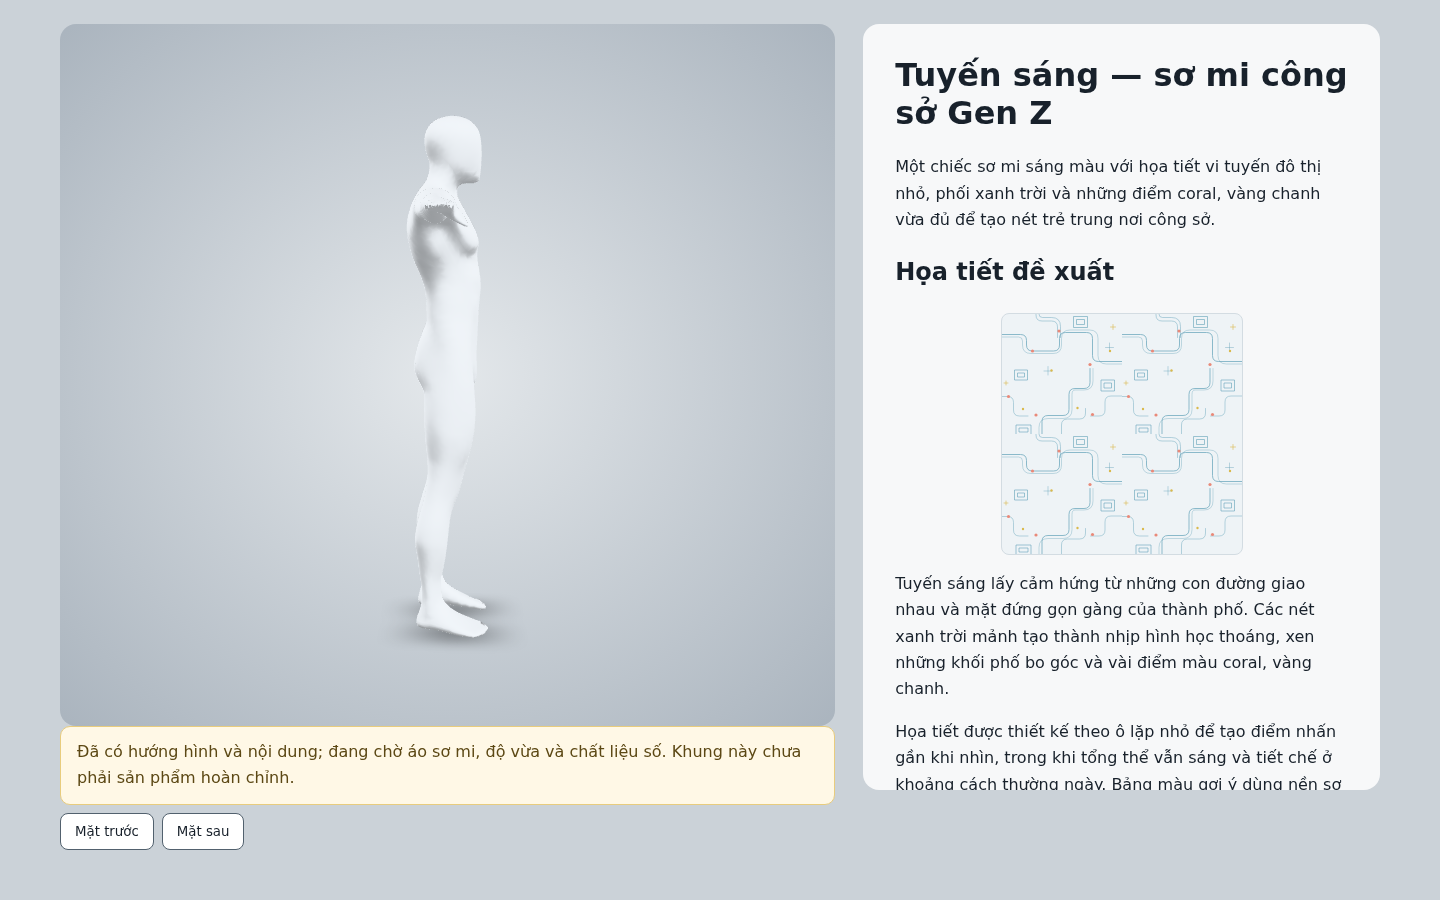 Tuyến sáng — sơ mi công
sở Gen Z
Một chiếc sơ mi sáng màu với họa tiết vi tuyến đô thị
nhỏ, phối xanh trời và những điểm coral, vàng chanh
vừa đủ để tạo nét trẻ trung nơi công sở.
Họa tiết đề xuất
Tuyến sáng lấy cảm hứng từ những con đường giao
nhau và mặt đứng gọn gàng của thành phố. Các nét
xanh trời mảnh tạo thành nhịp hình học thoáng, xen
những khối phố bo góc và vài điểm màu coral, vàng
chanh.
Họa tiết được thiết kế theo ô lặp nhỏ để tạo điểm nhấn
gần khi nhìn, trong khi tổng thể vẫn sáng và tiết chế ở
khoảng cách thường ngày. Bảng màu gợi ý dùng nền sơ
Đã có hướng hình và nội dung; đang chờ áo sơ mi, độ vừa và chất liệu số. Khung này chưa
phải sản phẩm hoàn chỉnh.
Mặt trước
Mặt sau